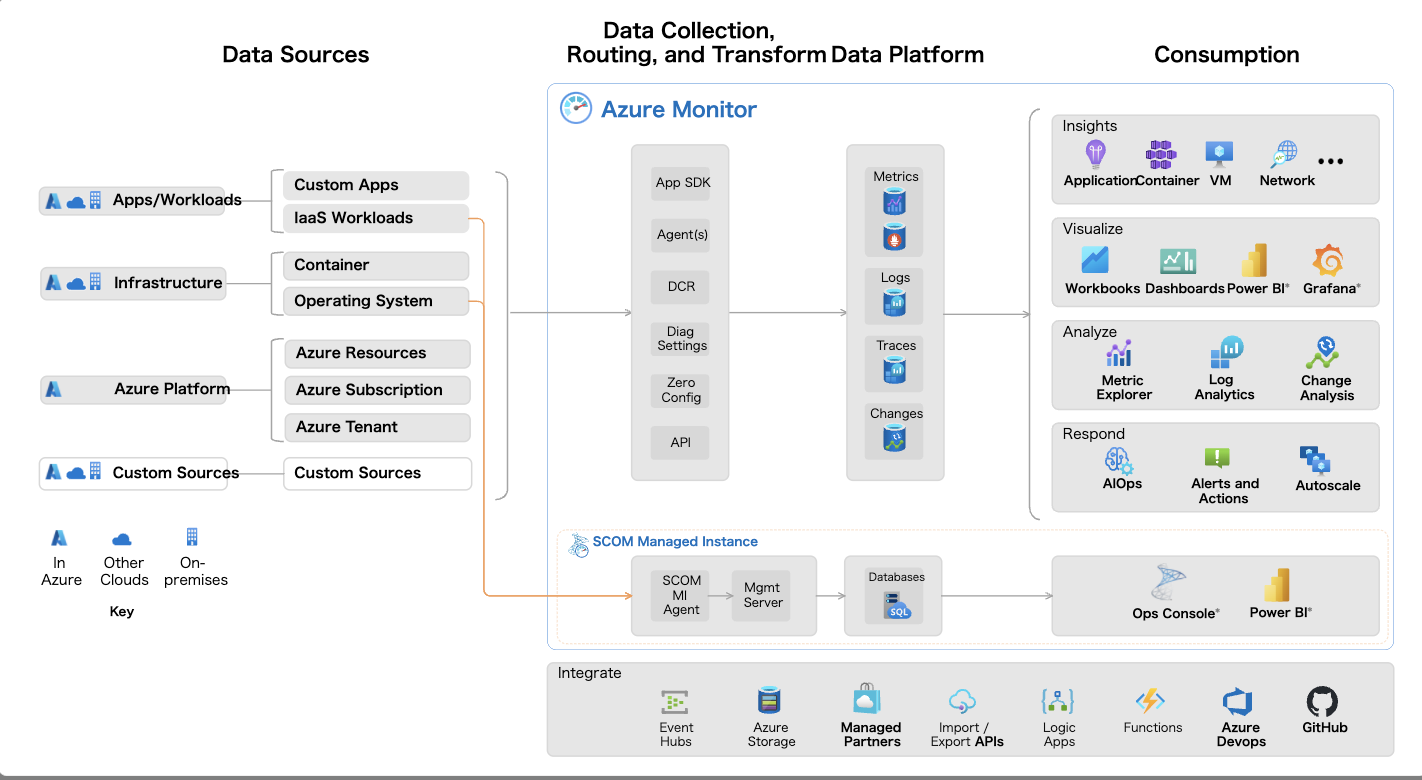 Data Sources
Data Collection,
Routing, and Transform
Data Platform
Consumption
Azure Monitor
Apps/Workloads
Custom Apps
IaaS Workloads
Infrastructure
Container
Operating System
Azure Platform
Azure Resources
Azure Subscription
Azure Tenant
Custom Sources
Custom Sources
In
Azure
Other
Clouds
On-
premises
Key
App SDK
Agent(s)
DCR
Diag
Settings
Zero
Config
API
Metrics
Logs
Traces
Changes
Insights
Application
Container
VM
Network
•••
Visualize
Workbooks
Dashboards
Power BI*
Grafana*
Analyze
Metric
Explorer
Log
Analytics
Change
Analysis
Respond
AIOps
Alerts and
Actions
Autoscale
SCOM Managed Instance
SCOM
MI
Agent
Mgmt
Server
Databases
SQL
Ops Console*
Power BI*
Integrate
Event
Hubs
Azure
Storage
Managed
Partners
Import /
Export APIs
Logic
Apps
Functions
Azure
Devops
GitHub